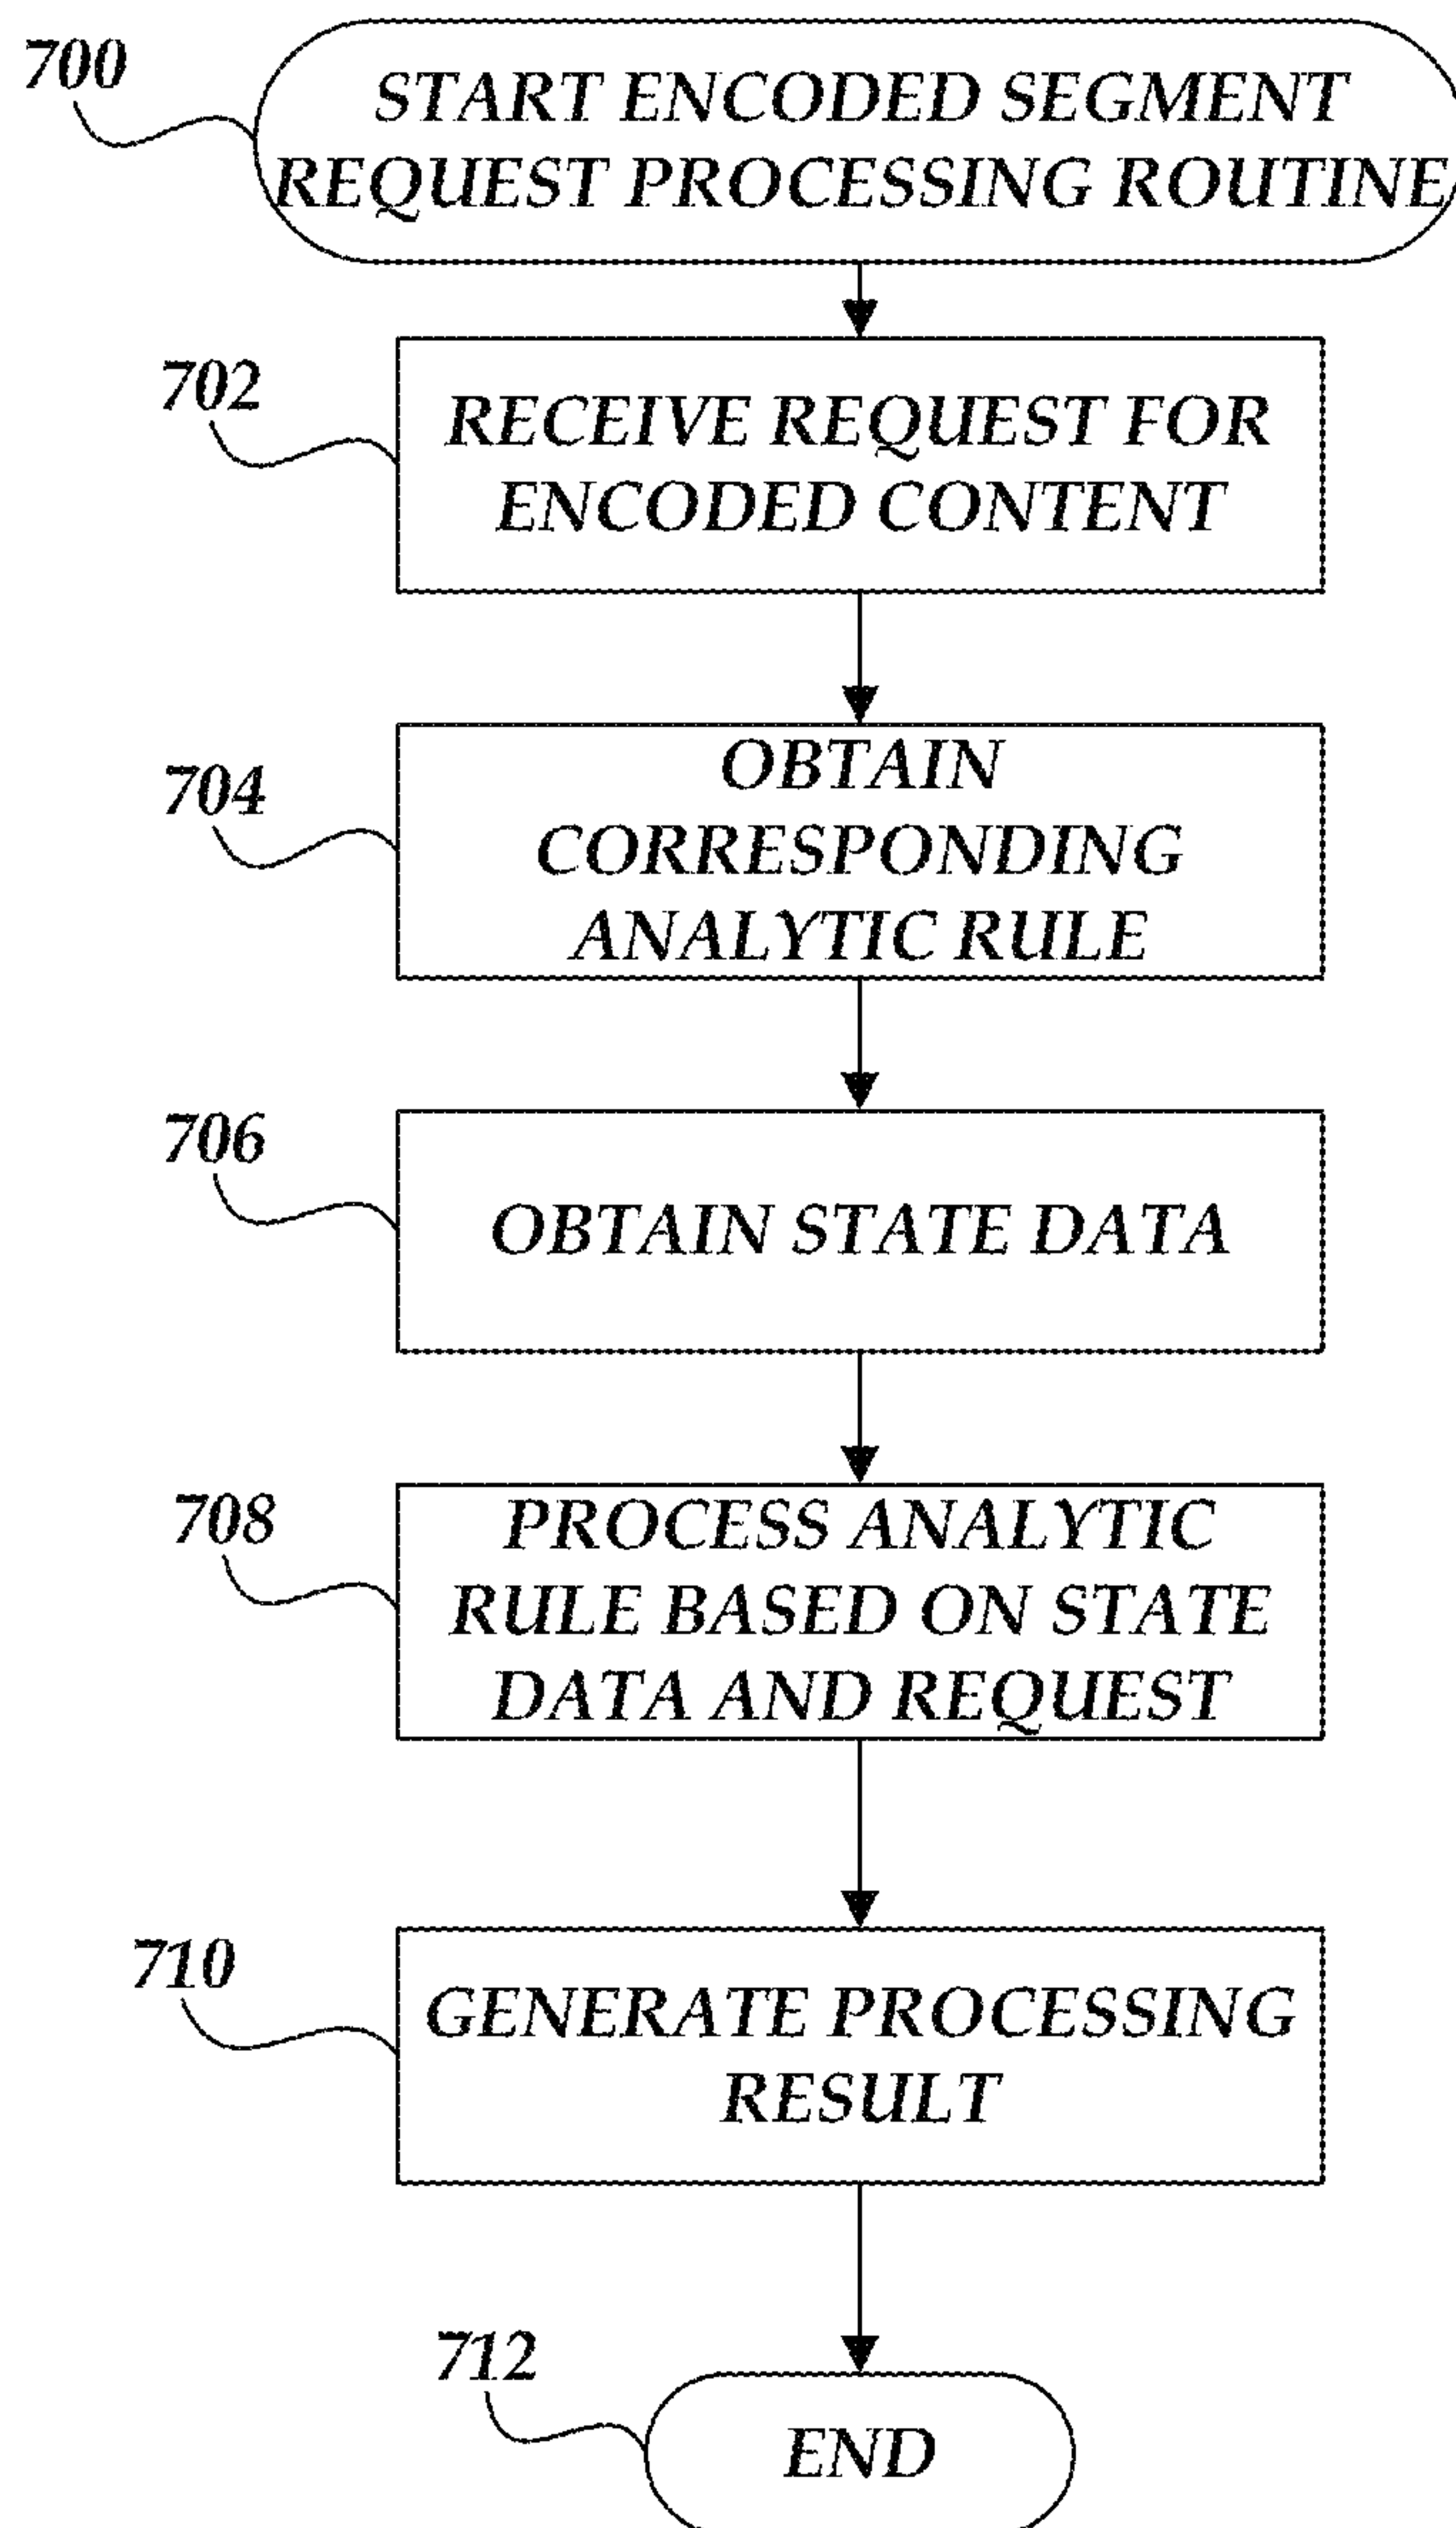 700
START ENCODED SEGMENT
REQUEST PROCESSING ROUTINE
702
RECEIVE REQUEST FOR
ENCODED CONTENT
704
OBTAIN
CORRESPONDING
ANALYTIC RULE
706
OBTAIN STATE DATA
708
PROCESS ANALYTIC
RULE BASED ON STATE
DATA AND REQUEST
710
GENERATE PROCESSING
RESULT
712
END